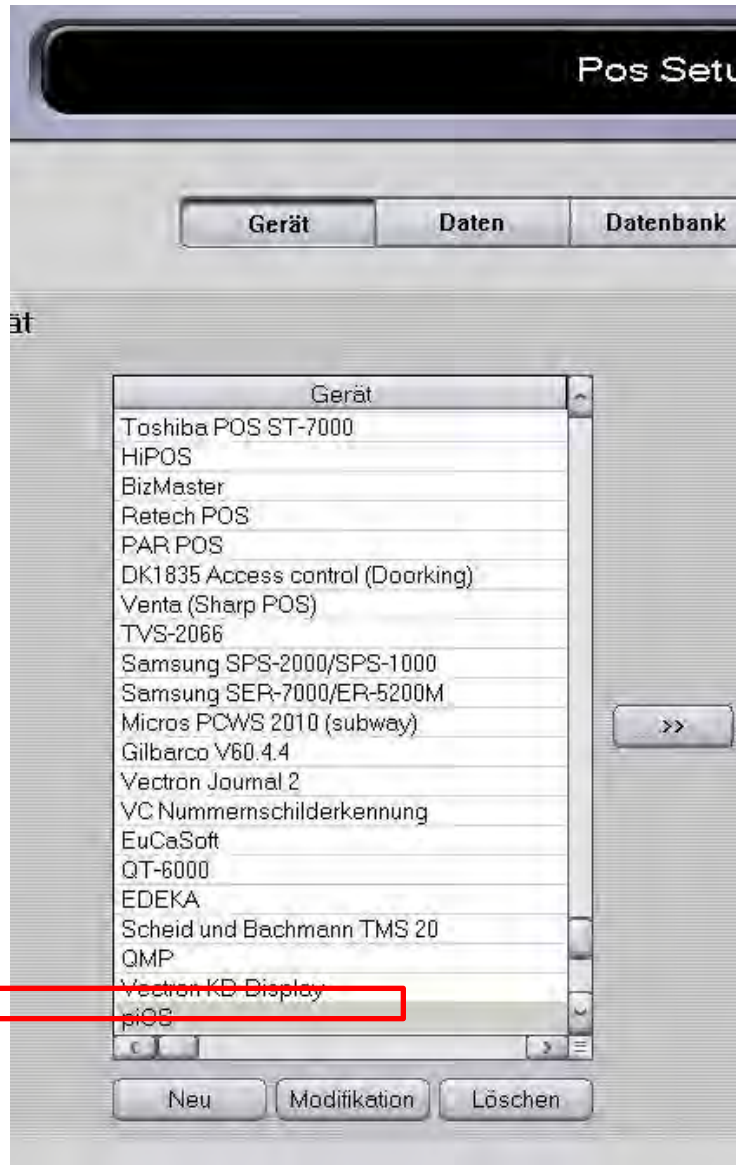 Pos Setu
Gerät Daten Datenbank
ät
Gerät
Toshiba POS ST-7000
HiPOS
BizMaster
Retech POS
PAR POS
DK1835 Access control (Doorking)
Venta (Sharp POS)
TVS-2066
Samsung SPS-2000/SPS-1000
Samsung SER-7000/ER-5200M
Micros PCWS 2010 (subway)
Gilbarco V60.4.4
>>
Vectron Journal 2
VC Nummernschilderkennung
EuCaSoft
QT-6000
EDEKA
Scheid und Bachmann TMS 20
QMP
Vectron KD Display
piOS
Neu Modifikation Löschen